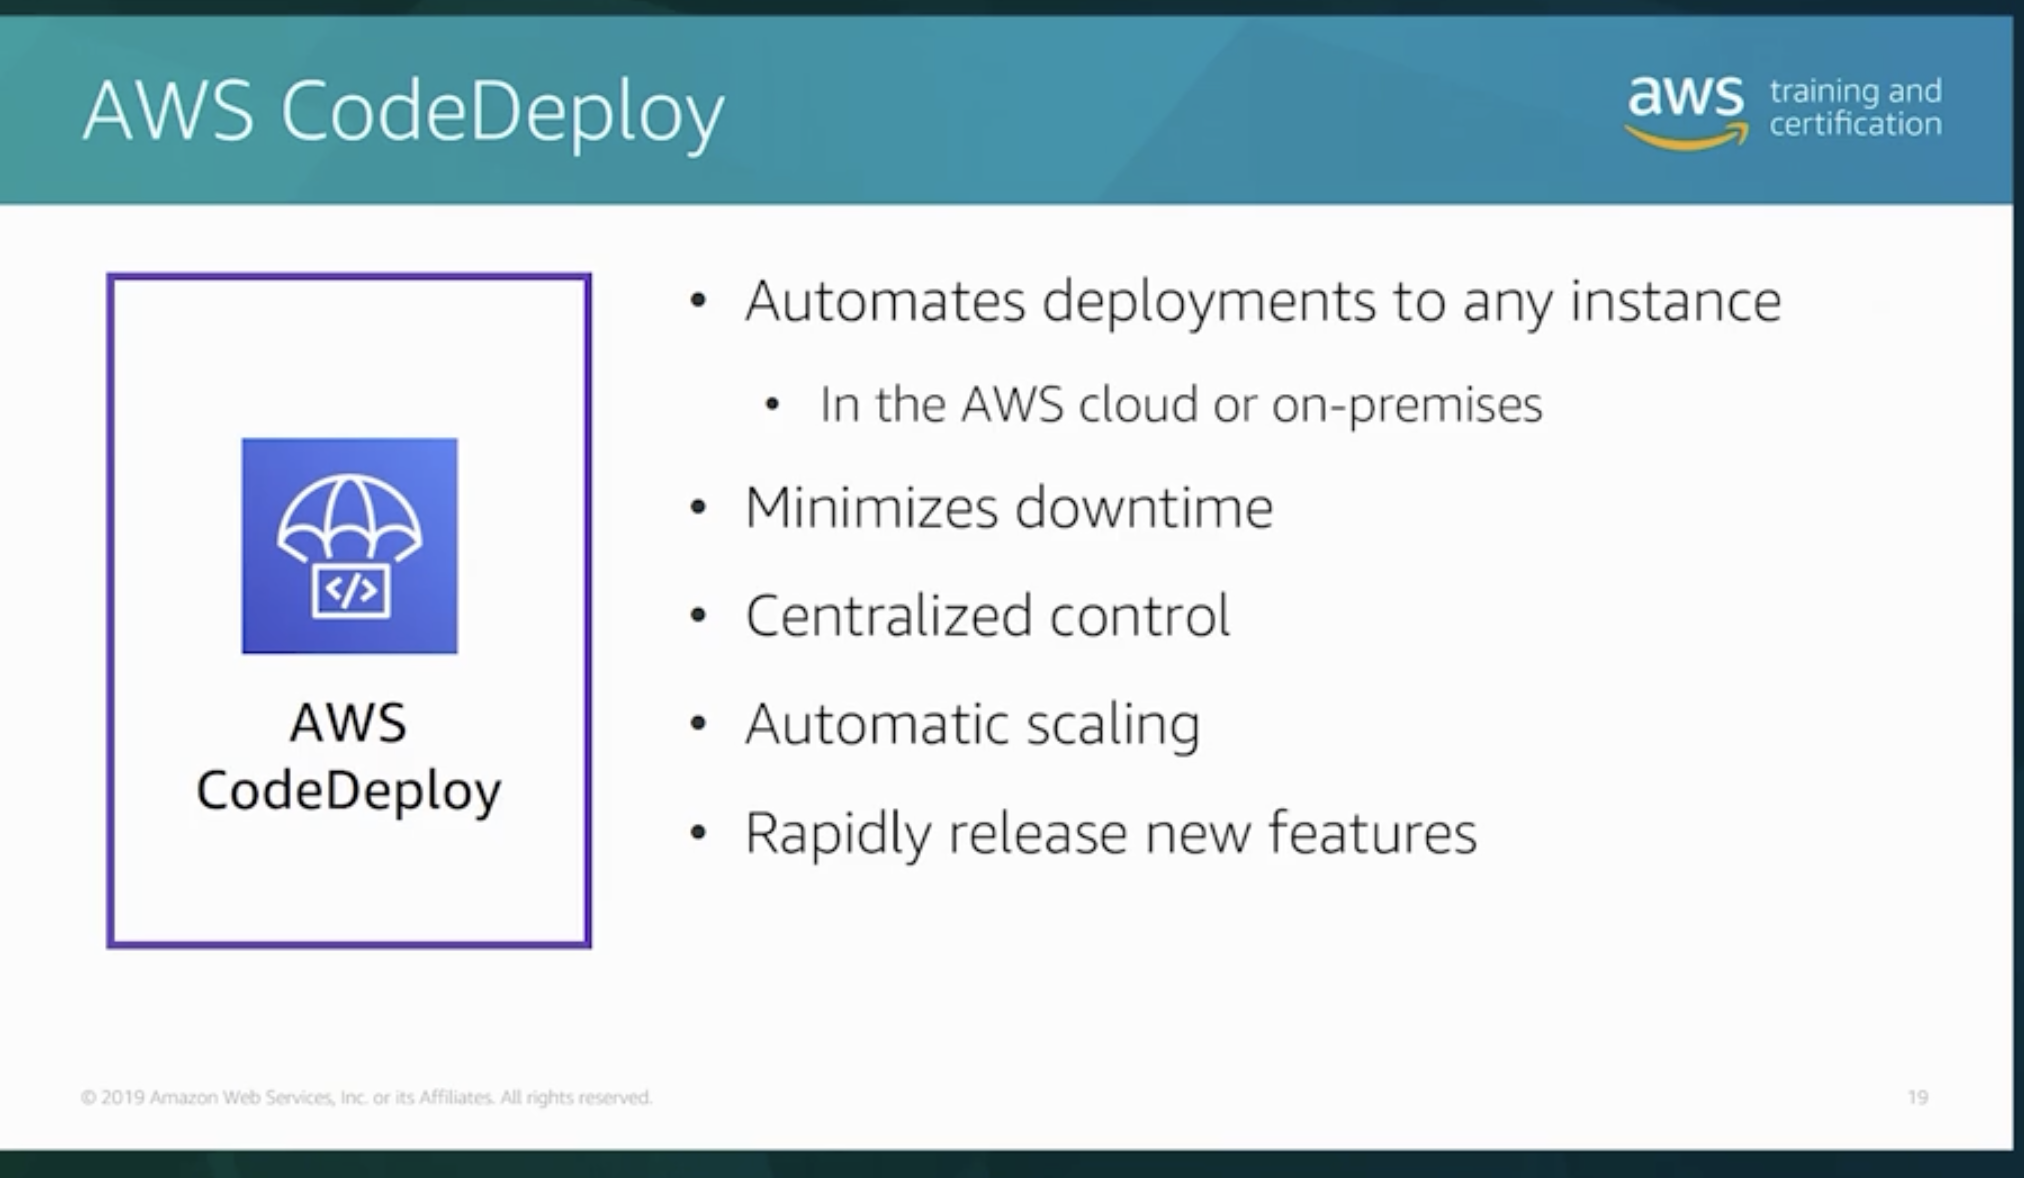 AWS CodeDeploy
aws training and
certification
</>
AWS
CodeDeploy
• Automates deployments to any instance
• In the AWS cloud or on-premises
• Minimizes downtime
• Centralized control
• Automatic scaling
• Rapidly release new features
© 2019 Amazon Web Services, Inc. or its Affiliates. All rights reserved.
19